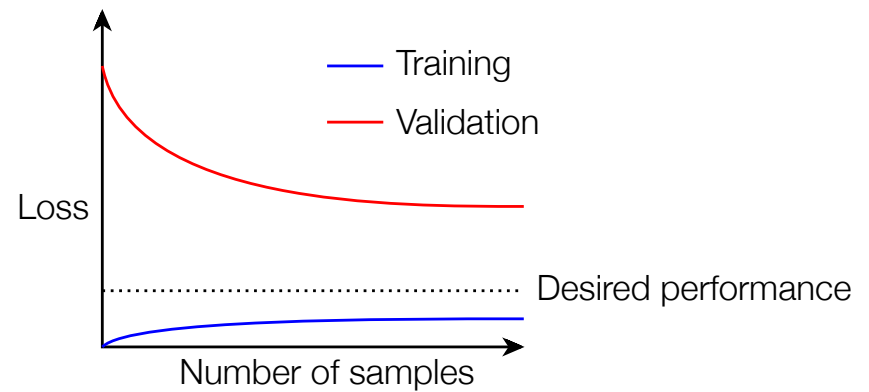 Training
Validation
Loss
Desired performance
Number of samples